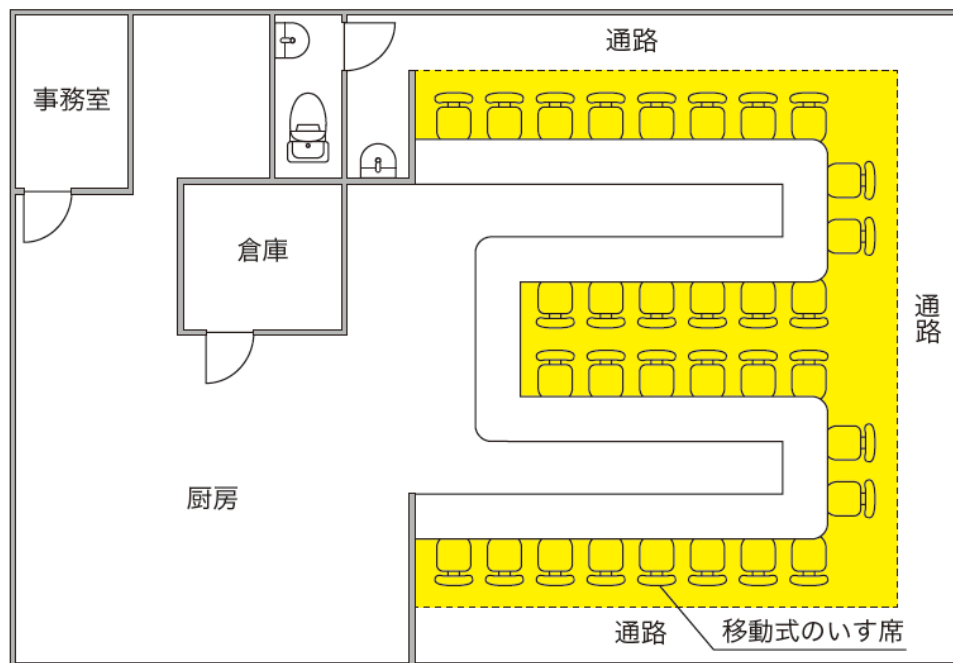 通路
事務室
倉庫
通路
厨房
通路
移動式のいす席